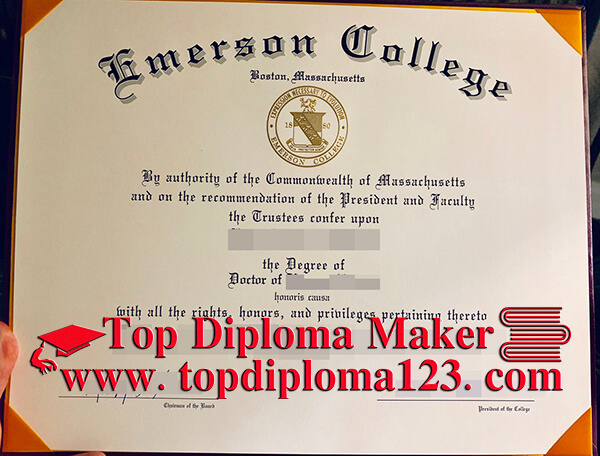 Emerson College
Boston, Massachusetts
EXPRESSION NECESSARY TO EVOLUTION
18 80
EMERSON COLLEGE
By authority of the Commonwealth of Massachusetts
and on the recommendation of the President and Faculty
the Trustees confer upon
the Degree of
Doctor of
honoris causa
with all the rights, honors, and privileges pertaining thereto
Top Diploma Maker
www. topdiploma123. com
Chairman of the Board
President of the College